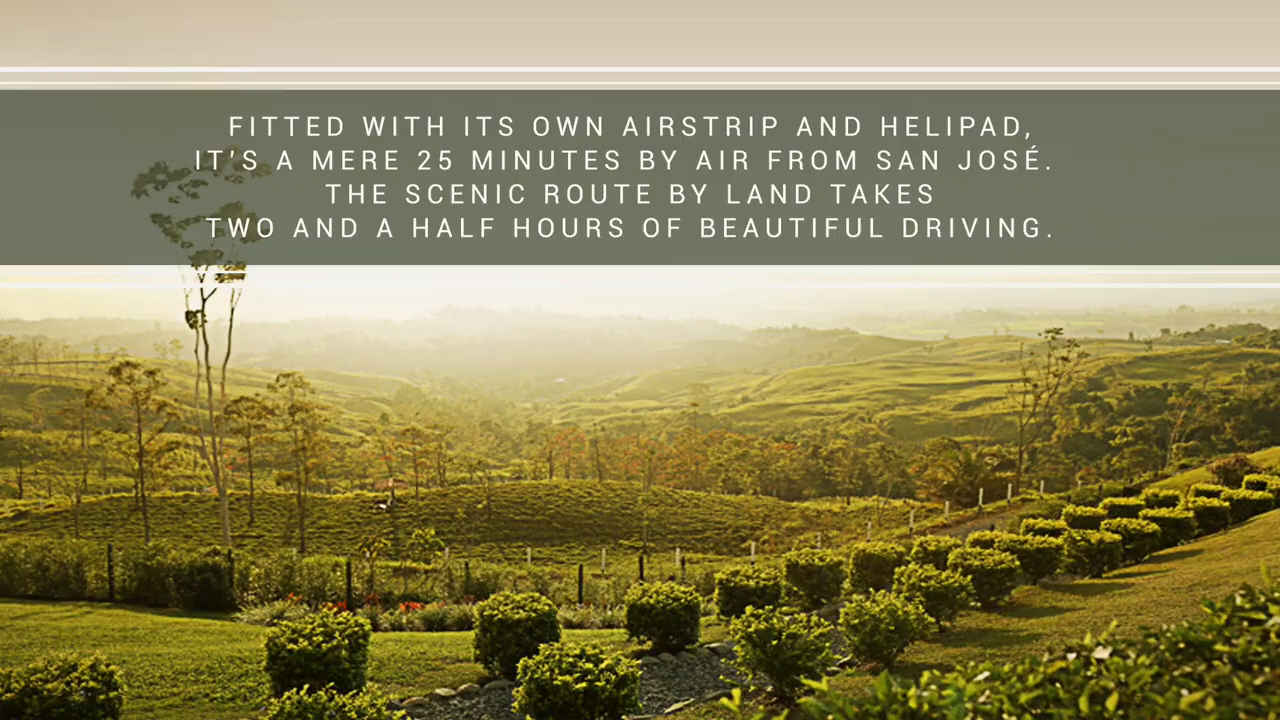 FITTED WITH ITS OWN AIRSTRIP AND HELIPAD,
IT'S A MERE 25 MINUTES BY AIR FROM SAN JOSÉ.
THE SCENIC ROUTE BY LAND TAKES
TWO AND A HALF HOURS OF BEAUTIFUL DRIVING.